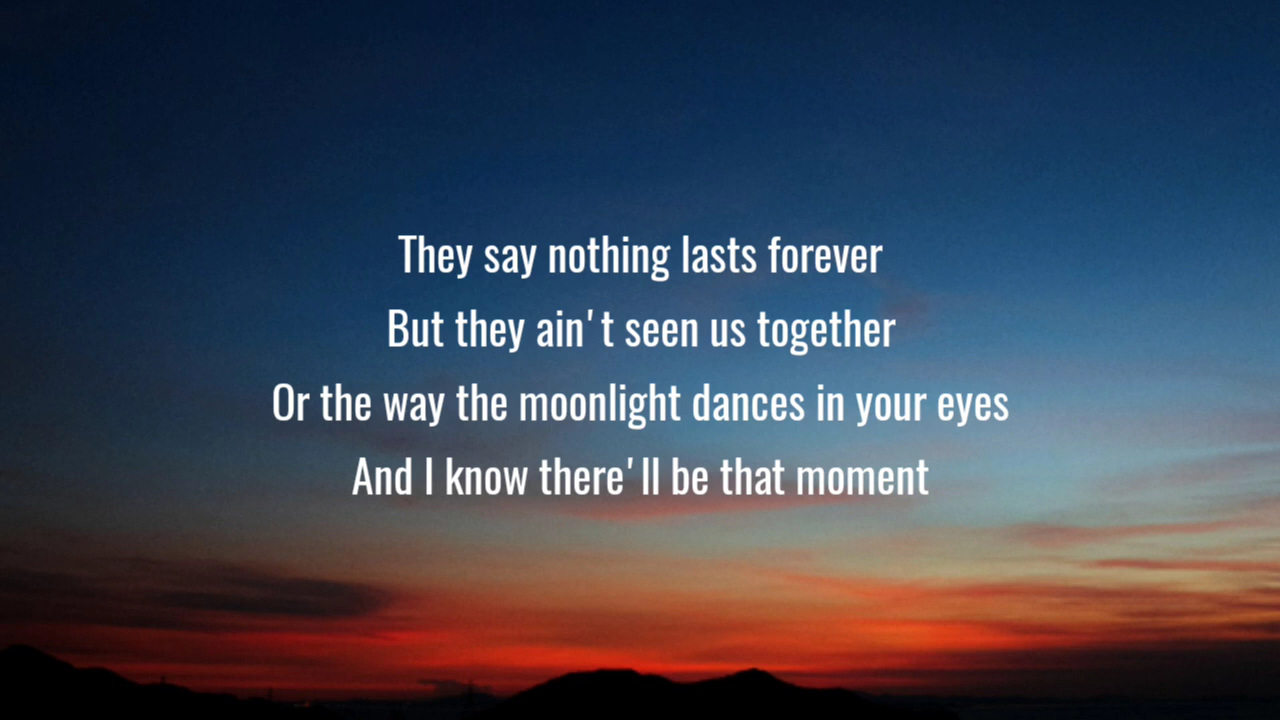 They say nothing lasts forever
But they ain't seen us together
Or the way the moonlight dances in your eyes
And I know there'll be that moment